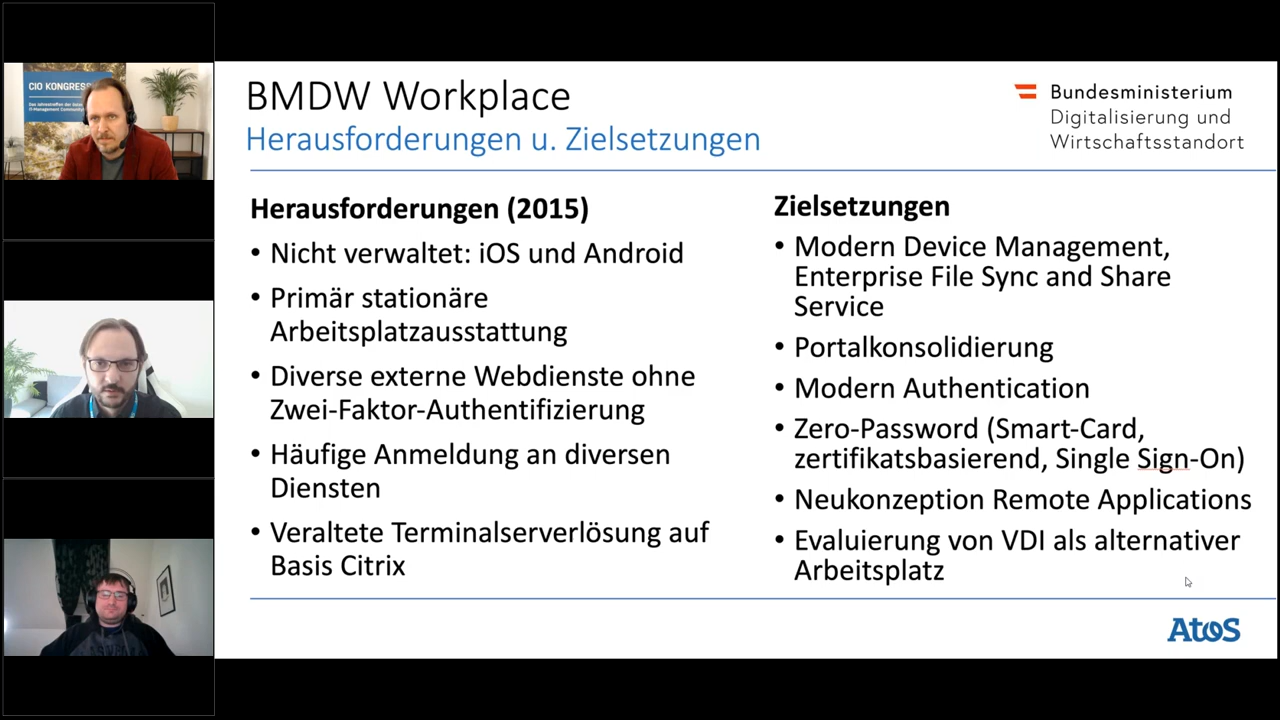 CIO KONGRESS
BMDW Workplace
Herausforderungen u. Zielsetzungen
Bundesministerium
Digitalisierung und
Wirtschaftsstandort
Herausforderungen (2015)
• Nicht verwaltet: iOS und Android
• Primär stationäre
Arbeitsplatzausstattung
• Diverse externe Webdienste ohne
Zwei-Faktor-Authentifizierung
• Häufige Anmeldung an diversen
Diensten
• Veraltete Terminalserverlösung auf
Basis Citrix
Zielsetzungen
• Modern Device Management,
Enterprise File Sync and Share
Service
• Portalkonsolidierung
• Modern Authentication
• Zero-Password (Smart-Card,
zertifikatsbasierend, Single Sign-On)
• Neukonzeption Remote Applications
• Evaluierung von VDI als alternativer
Arbeitsplatz
Atos